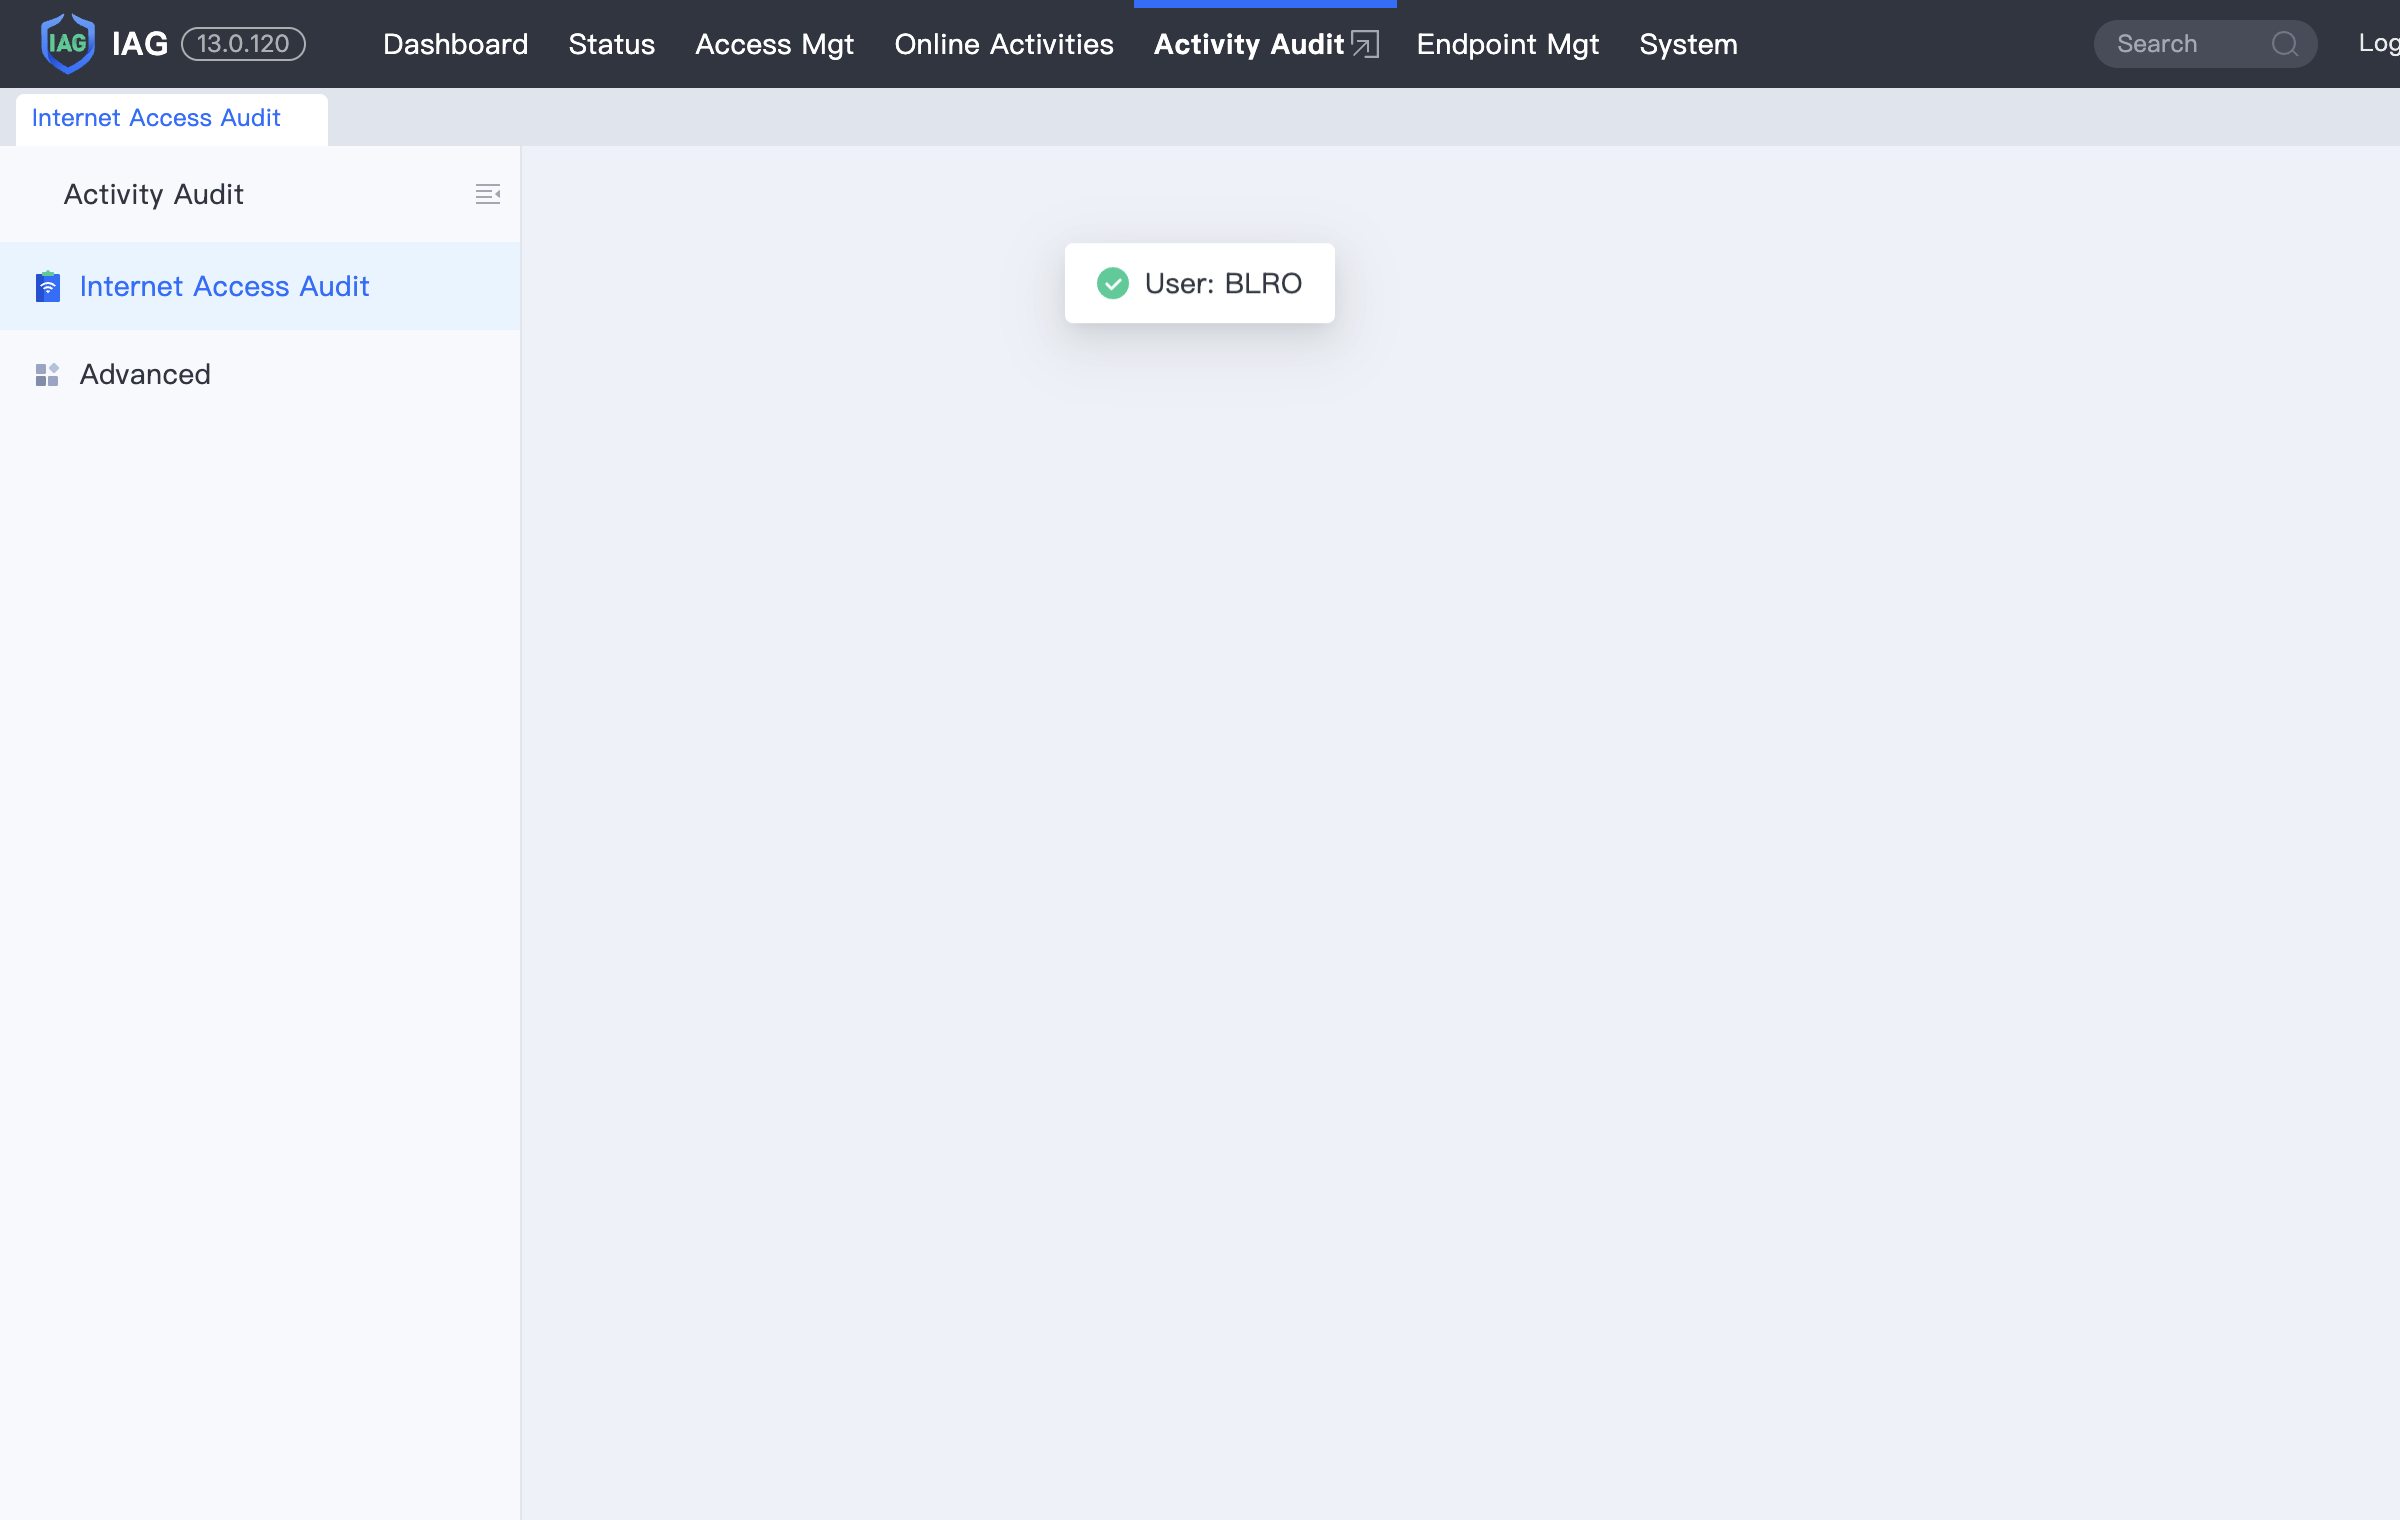 IAG IAG 13.0.120 Dashboard Status Access Mgt Online Activities Activity Audit Endpoint Mgt System Search Log
Internet Access Audit
Activity Audit
Internet Access Audit
User: BLRO
Advanced